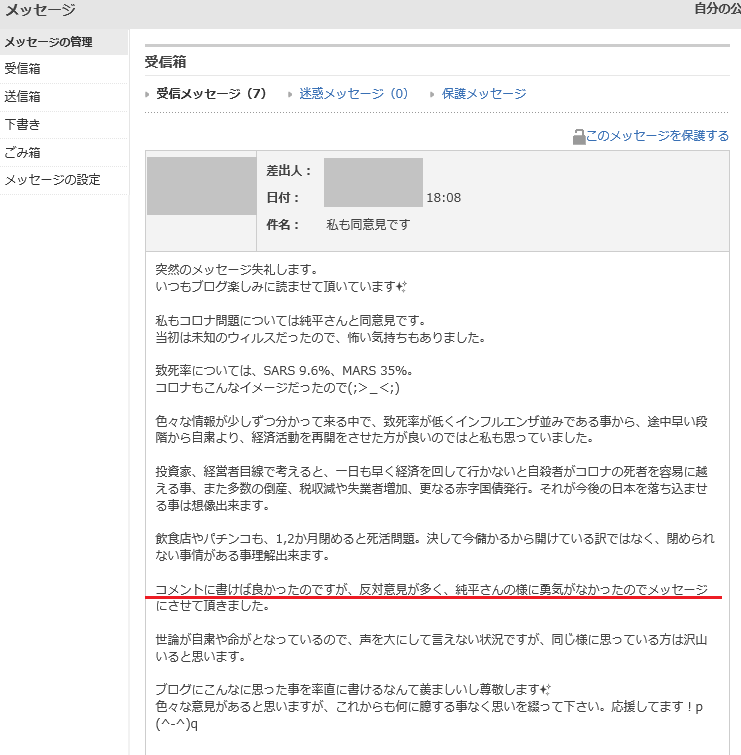 メッセージ
自分の公
メッセージの管理
受信箱
送信箱
下書き
ごみ箱
メッセージの設定
受信箱
受信メッセージ（7）
迷惑メッセージ（0）
保護メッセージ
このメッセージを保護する
差出人：
日付： 18:08
件名： 私も同意見です
突然のメッセージ失礼します。
いつもブログ楽しみに読ませて頂いています✨
私もコロナ問題については純平さんと同意見です。
当初は未知のウィルスだったので、怖い気持ちもありました。
致死率については、SARS 9.6%、MARS 35%。
コロナもこんなイメージだったので(;＞_＜;)
色々な情報が少しずつ分かって来る中で、致死率が低くインフルエンザ並みである事から、途中早い段
階から自粛より、経済活動を再開をさせた方が良いのではと私も思っていました。
投資家、経営者目線で考えると、一日も早く経済を回して行かないと自殺者がコロナの死者を容易に越
える事、また多数の倒産、税収減や失業者増加、更なる赤字国債発行。それが今後の日本を落ち込ませ
る事は想像出来ます。
飲食店やパチンコも、1,2か月閉めると死活問題。決して今儲かるから開けている訳ではなく、閉められ
ない事情がある事理解出来ます。
コメントに書けば良かったのですが、反対意見が多く、純平さんの様に勇気がなかったのでメッセージ
にさせて頂きました。
世論が自粛や命がとなっているので、声を大にして言えない状況ですが、同じ様に思っている方は沢山
いると思います。
ブログにこんなに思った事を率直に書けるなんて羨ましいし尊敬します✨
色々な意見があると思いますが、これからも何に臆する事なく思いを綴って下さい。応援してます！p
(^-^)q